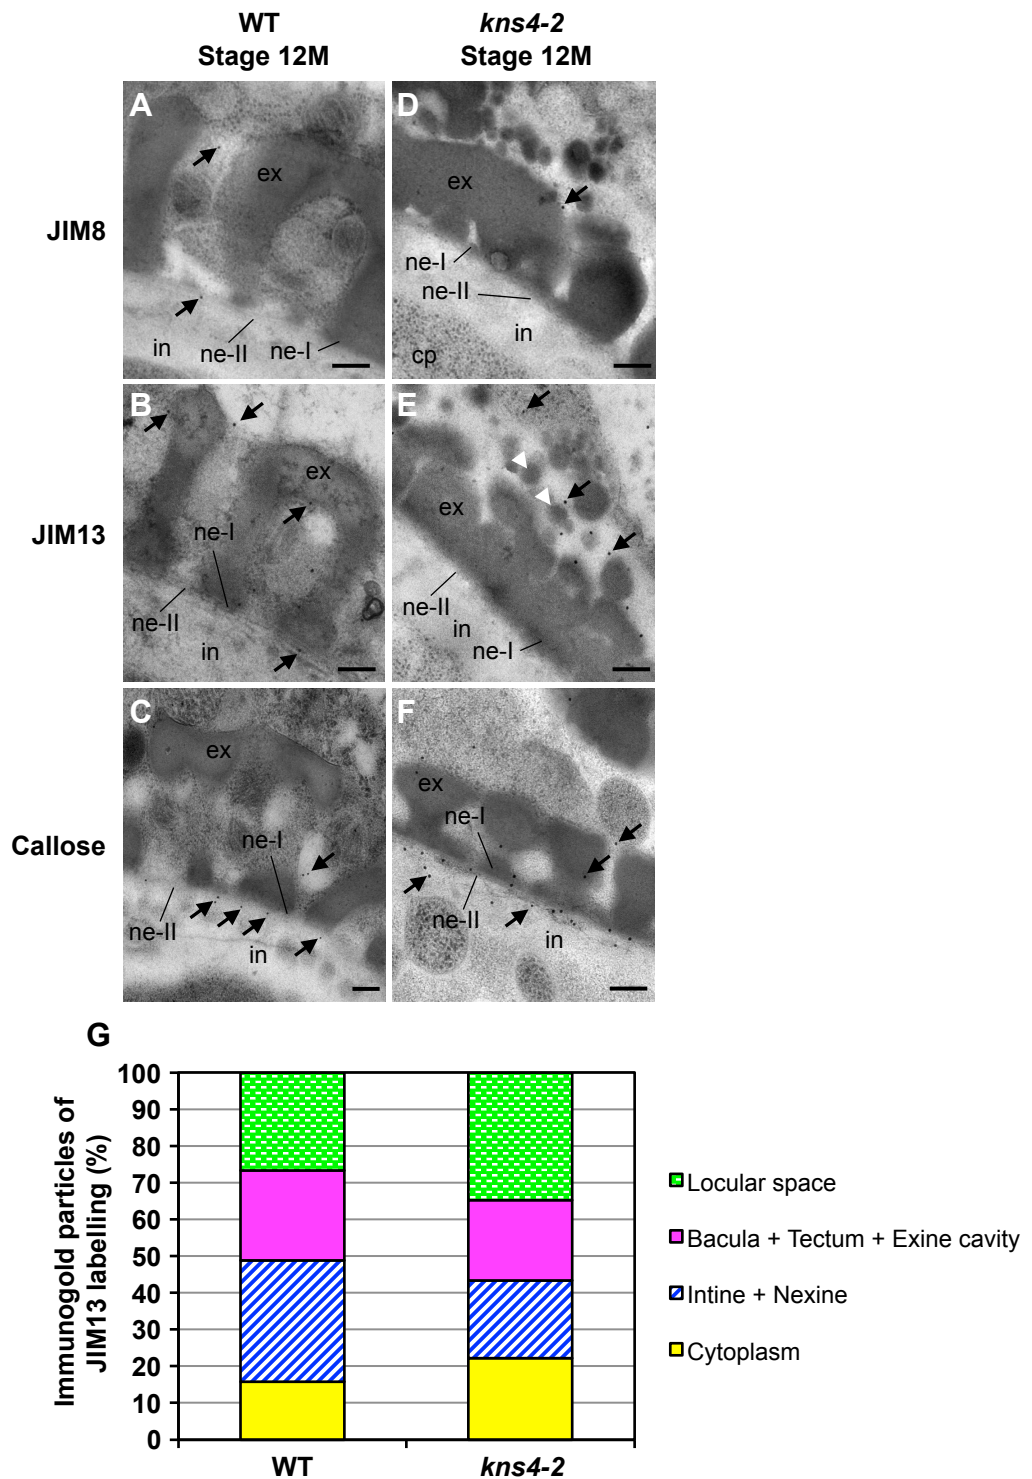 WT
Stage 12M
kns4-2
Stage 12M
JIM8
A
ex
in
ne-II
ne-I
D
ex
ne-I
ne-II
in
cp
JIM13
B
ex
ne-I
ne-II
in
E
ex
ne-II
in
ne-I
Callose
C
ex
ne-I
ne-II
in
F
ex
ne-I
ne-II
in
G
Immunogold particles of
JIM13 labelling (%)
100
90
80
70
60
50
40
30
20
10
0
WT
kns4-2
Locular space
Bacula + Tectum + Exine cavity
Intine + Nexine
Cytoplasm